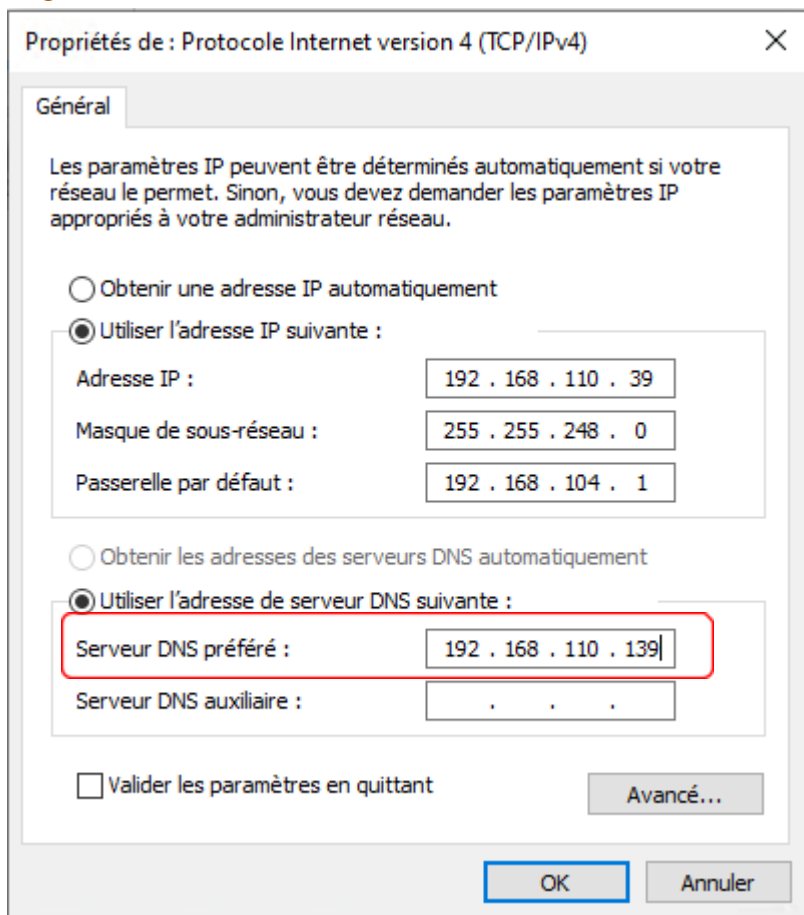 Propriétés de : Protocole Internet version 4 (TCP/IPv4)
Général
Les paramètres IP peuvent être déterminés automatiquement si votre
réseau le permet. Sinon, vous devez demander les paramètres IP
appropriés à votre administrateur réseau.
Obtenir une adresse IP automatiquement
Utiliser l'adresse IP suivante :
Adresse IP : 192 . 168 . 110 . 39
Masque de sous-réseau : 255 . 255 . 248 . 0
Passerelle par défaut : 192 . 168 . 104 . 1
Obtenir les adresses des serveurs DNS automatiquement
Utiliser l'adresse de serveur DNS suivante :
Serveur DNS préféré : 192 . 168 . 110 . 139
Serveur DNS auxiliaire : . . .
Valider les paramètres en quittant
Avancé...
OK Annuler